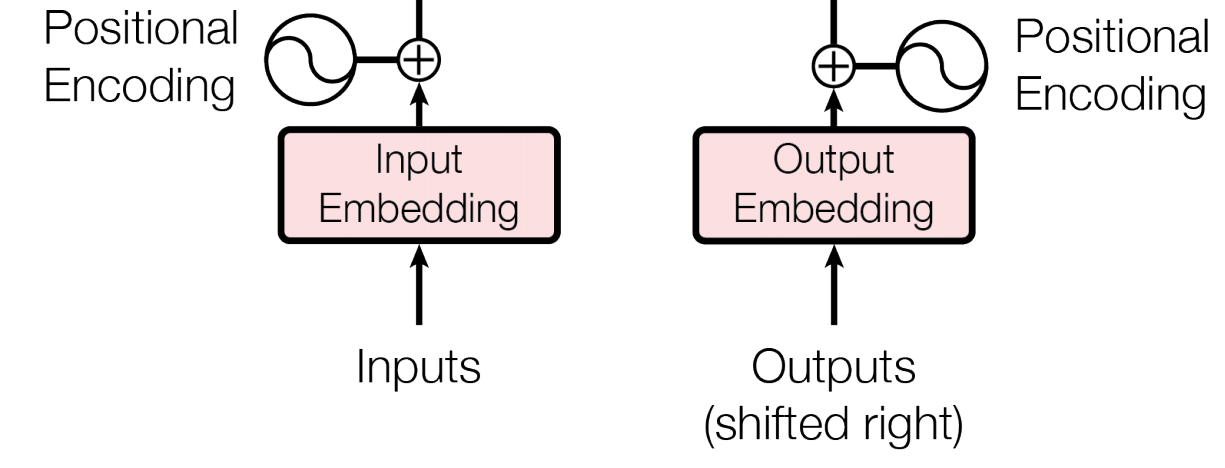 Positional
Encoding
Positional
Encoding
Input
Embedding
Output
Embedding
Inputs
Outputs
(shifted right)